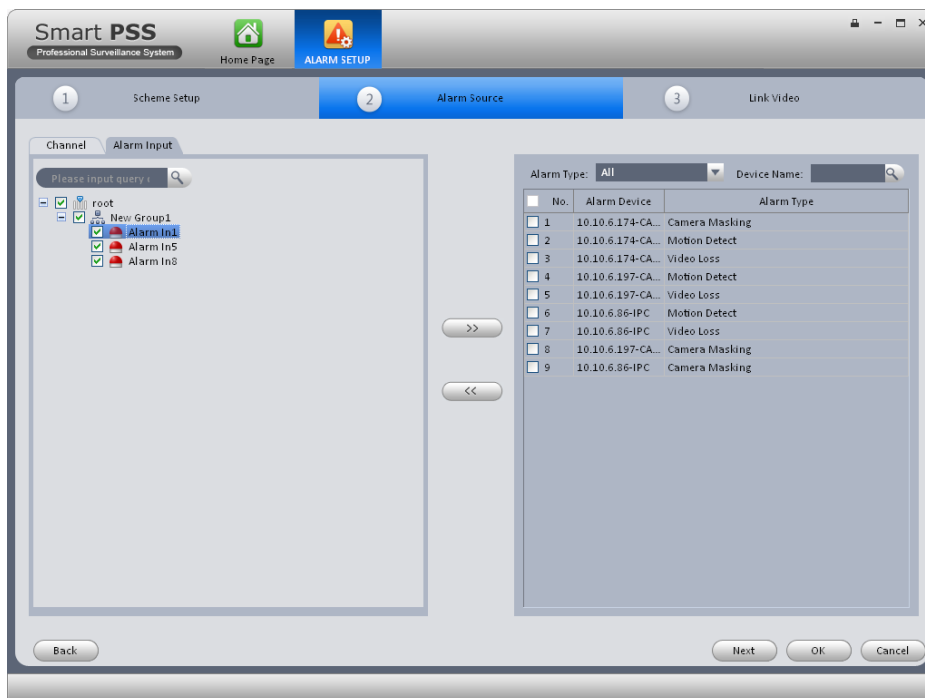 Smart PSS
Professional Surveillance System
Home Page
ALARM SETUP
1 Scheme Setup
2 Alarm Source
3 Link Video
Channel Alarm Input
Please input query
root
New Group1
Alarm In1
Alarm In5
Alarm In8
>>
<<
Alarm Type: All Device Name:
No. Alarm Device Alarm Type
1 10.10.6.174-CA... Camera Masking
2 10.10.6.174-CA... Motion Detect
3 10.10.6.174-CA... Video Loss
4 10.10.6.197-CA... Motion Detect
5 10.10.6.197-CA... Video Loss
6 10.10.6.86-IPC Motion Detect
7 10.10.6.86-IPC Video Loss
8 10.10.6.197-CA... Camera Masking
9 10.10.6.86-IPC Camera Masking
Back Next OK Cancel